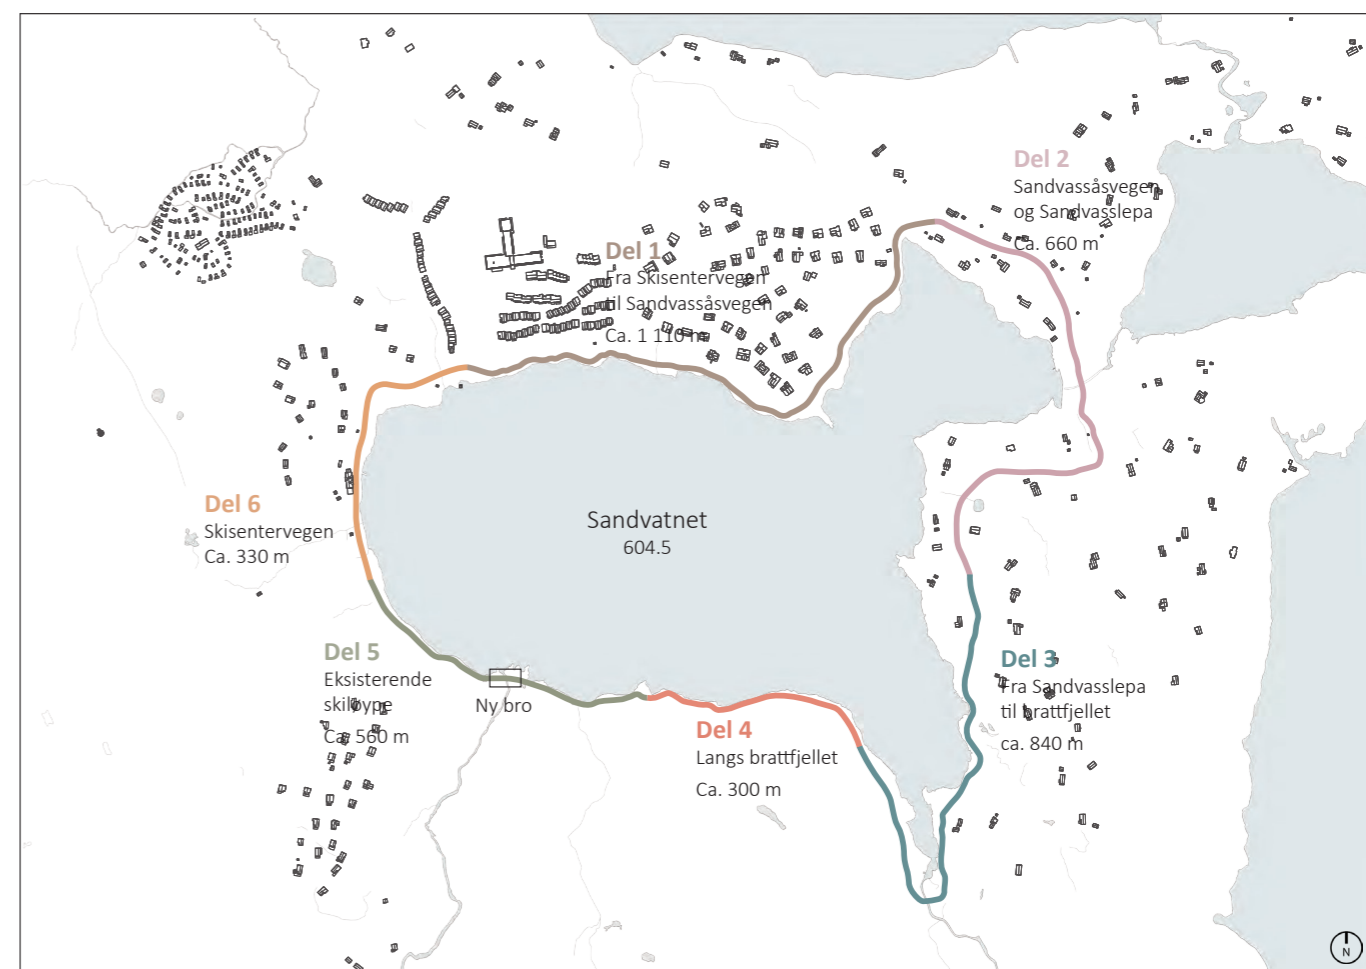 Del 2
Sandvassåsvegen
og Sandvasslepa
Ca. 660 m
Del 1
Fra Skisentervegen
til Sandvassåsvegen
Ca. 1 110 m
Del 6
Skisentervegen
Ca. 330 m
Sandvatnet
604.5
Del 5
Eksisterende
skiløype
Ca. 560 m
Ny bro
Del 4
Langs brattfjellet
Ca. 300 m
Del 3
Fra Sandvasslepa
til brattfjellet
ca. 840 m
N